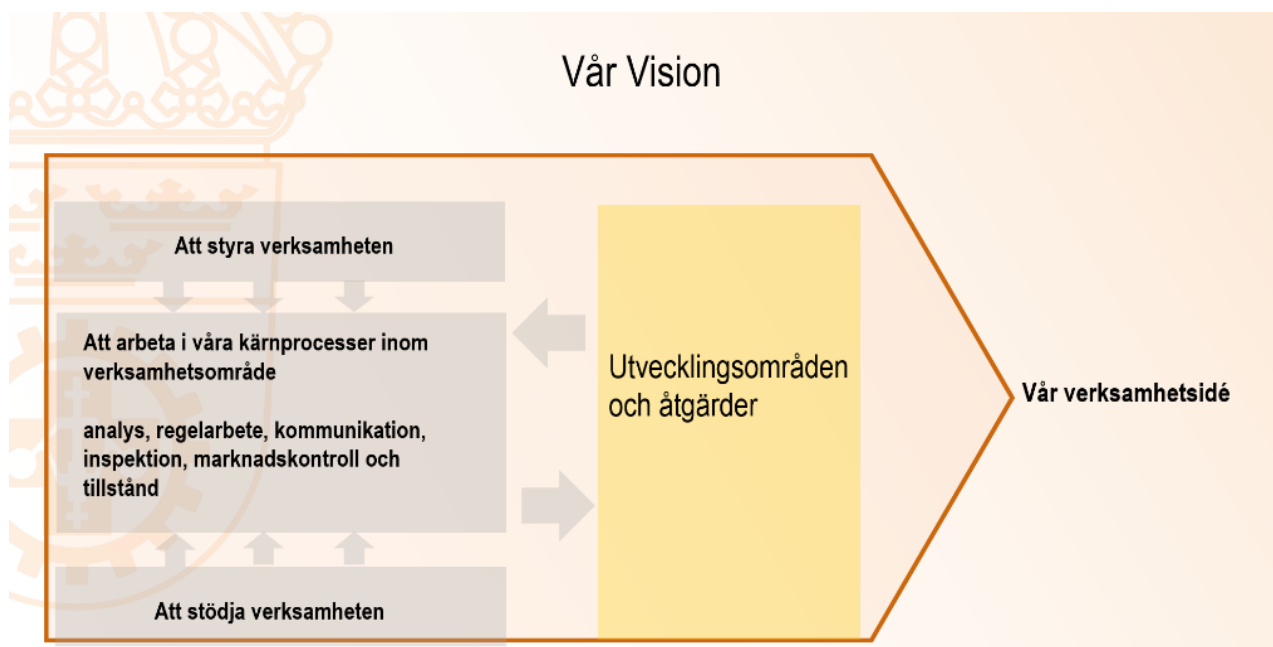 Vår Vision
Att styra verksamheten
Att arbeta i våra kärnprocesser inom
verksamhetsområde
analys, regelarbete, kommunikation,
inspektion, marknadskontroll och
tillstånd
Att stödja verksamheten
Utvecklingsområden
och åtgärder
Vår verksamhetsidé